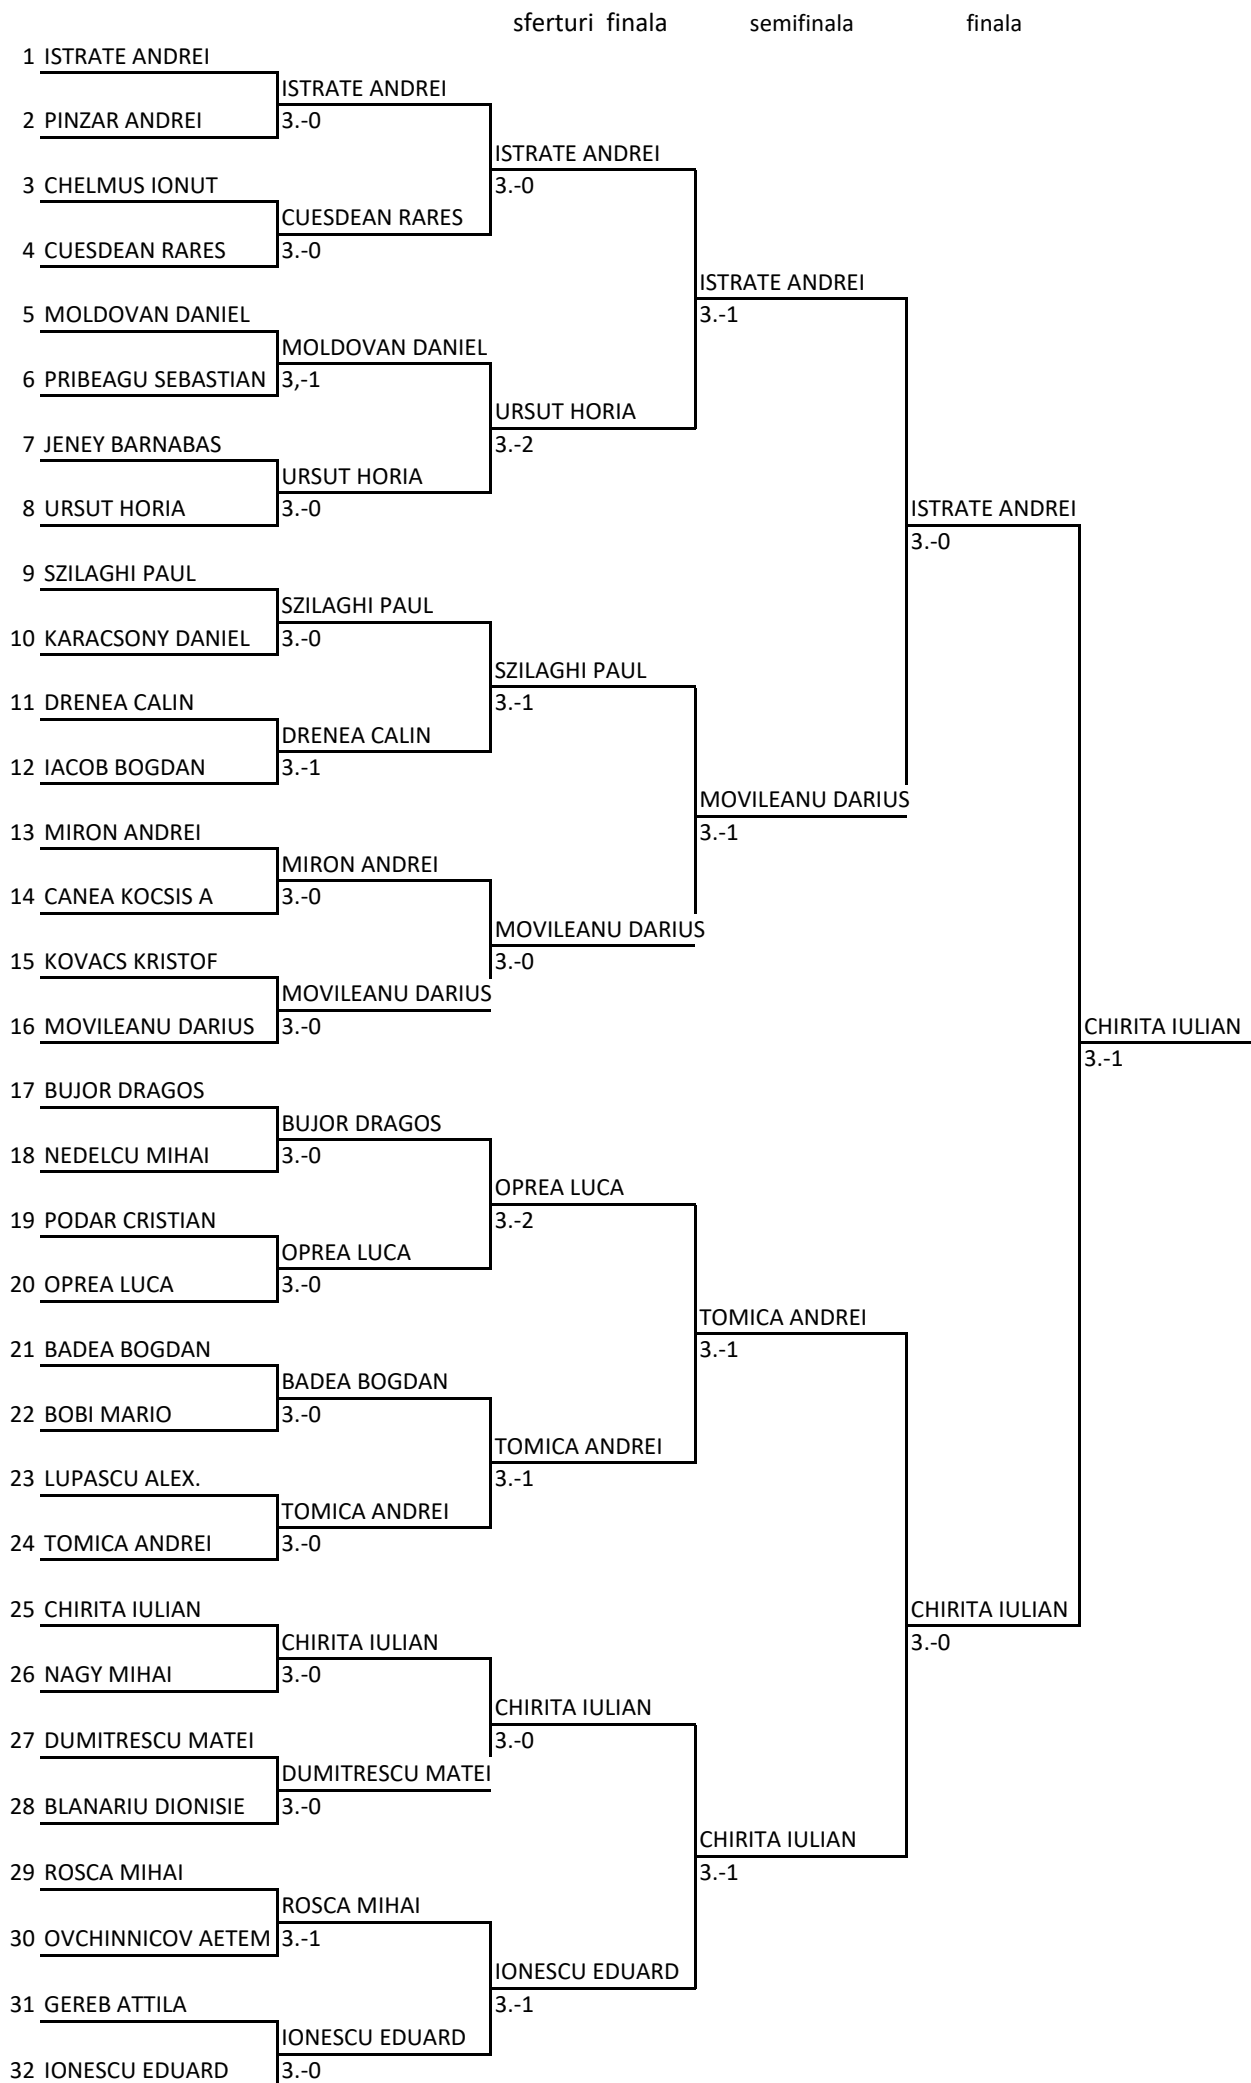 sferturi finala semifinala finala
1 ISTRATE ANDREI
ISTRATE ANDREI
2 PINZAR ANDREI 3.-0
ISTRATE ANDREI
3 CHELMUS IONUT 3.-0
CUESDEAN RARES
4 CUESDEAN RARES 3.-0
ISTRATE ANDREI
5 MOLDOVAN DANIEL 3.-1
MOLDOVAN DANIEL
6 PRIBEAGU SEBASTIAN 3,-1
URSUT HORIA
7 JENEY BARNABAS 3.-2
URSUT HORIA
8 URSUT HORIA 3.-0 ISTRATE ANDREI
3.-0
9 SZILAGHI PAUL
SZILAGHI PAUL
10 KARACSONY DANIEL 3.-0
SZILAGHI PAUL
11 DRENEA CALIN 3.-1
DRENEA CALIN
12 IACOB BOGDAN 3.-1
MOVILEANU DARIUS
13 MIRON ANDREI 3.-1
MIRON ANDREI
14 CANEA KOCSIS A 3.-0
MOVILEANU DARIUS
15 KOVACS KRISTOF 3.-0
MOVILEANU DARIUS
16 MOVILEANU DARIUS 3.-0 CHIRITA IULIAN
3.-1
17 BUJOR DRAGOS
BUJOR DRAGOS
18 NEDELCU MIHAI 3.-0
OPREA LUCA
19 PODAR CRISTIAN 3.-2
OPREA LUCA
20 OPREA LUCA 3.-0
TOMICA ANDREI
21 BADEA BOGDAN 3.-1
BADEA BOGDAN
22 BOBI MARIO 3.-0
TOMICA ANDREI
23 LUPASCU ALEX. 3.-1
TOMICA ANDREI
24 TOMICA ANDREI 3.-0
25 CHIRITA IULIAN CHIRITA IULIAN
CHIRITA IULIAN 3.-0
26 NAGY MIHAI 3.-0
CHIRITA IULIAN
27 DUMITRESCU MATEI 3.-0
DUMITRESCU MATEI
28 BLANARIU DIONISIE 3.-0
CHIRITA IULIAN
29 ROSCA MIHAI 3.-1
ROSCA MIHAI
30 OVCHINNICOV AETEM 3.-1
IONESCU EDUARD
31 GEREB ATTILA 3.-1
IONESCU EDUARD
32 IONESCU EDUARD 3.-0